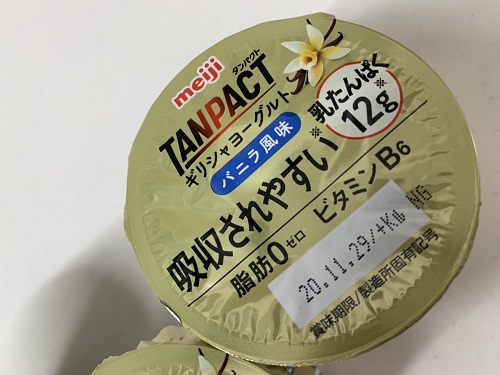 meiji
タンパクト
TANPACT
ギリシャヨーグルト
バニラ風味
乳たんぱく
12g※
吸収されやすい※
脂肪0ゼロ ビタミンB6
20.11.29/+KW NG
賞味期限/製造所固有記号